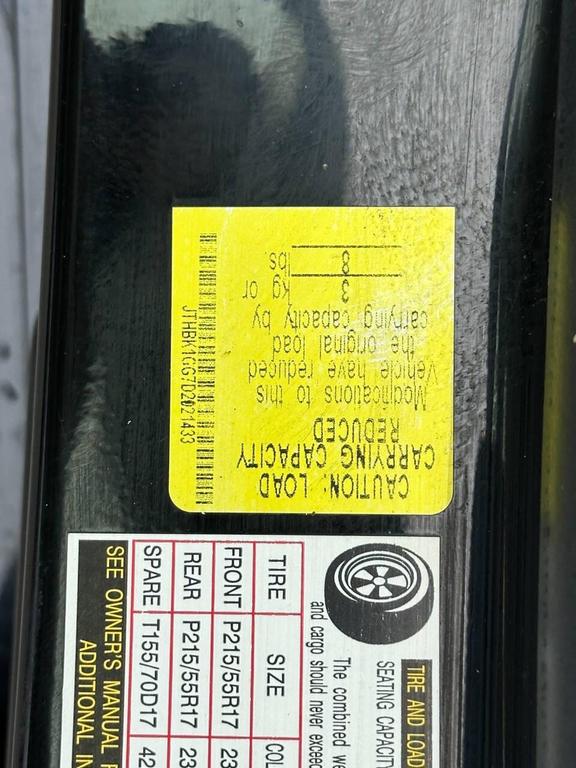 CAUTION: LOAD
CARRYING CAPACITY
REDUCED
Modifications to this
Vehicle have reduced
the original load
carrying capacity by
3 kg or
8 lbs.
JTHBK1GG7D2021433
TIRE AND LOAD
SEATING CAPACIT
The combined we
and cargo should never exceed
TIRE SIZE COL
FRONT P215/55R17 23
REAR P215/55R17 23
SPARE T155/70D17 42
SEE OWNER'S MANUAL F
ADDITIONAL IN